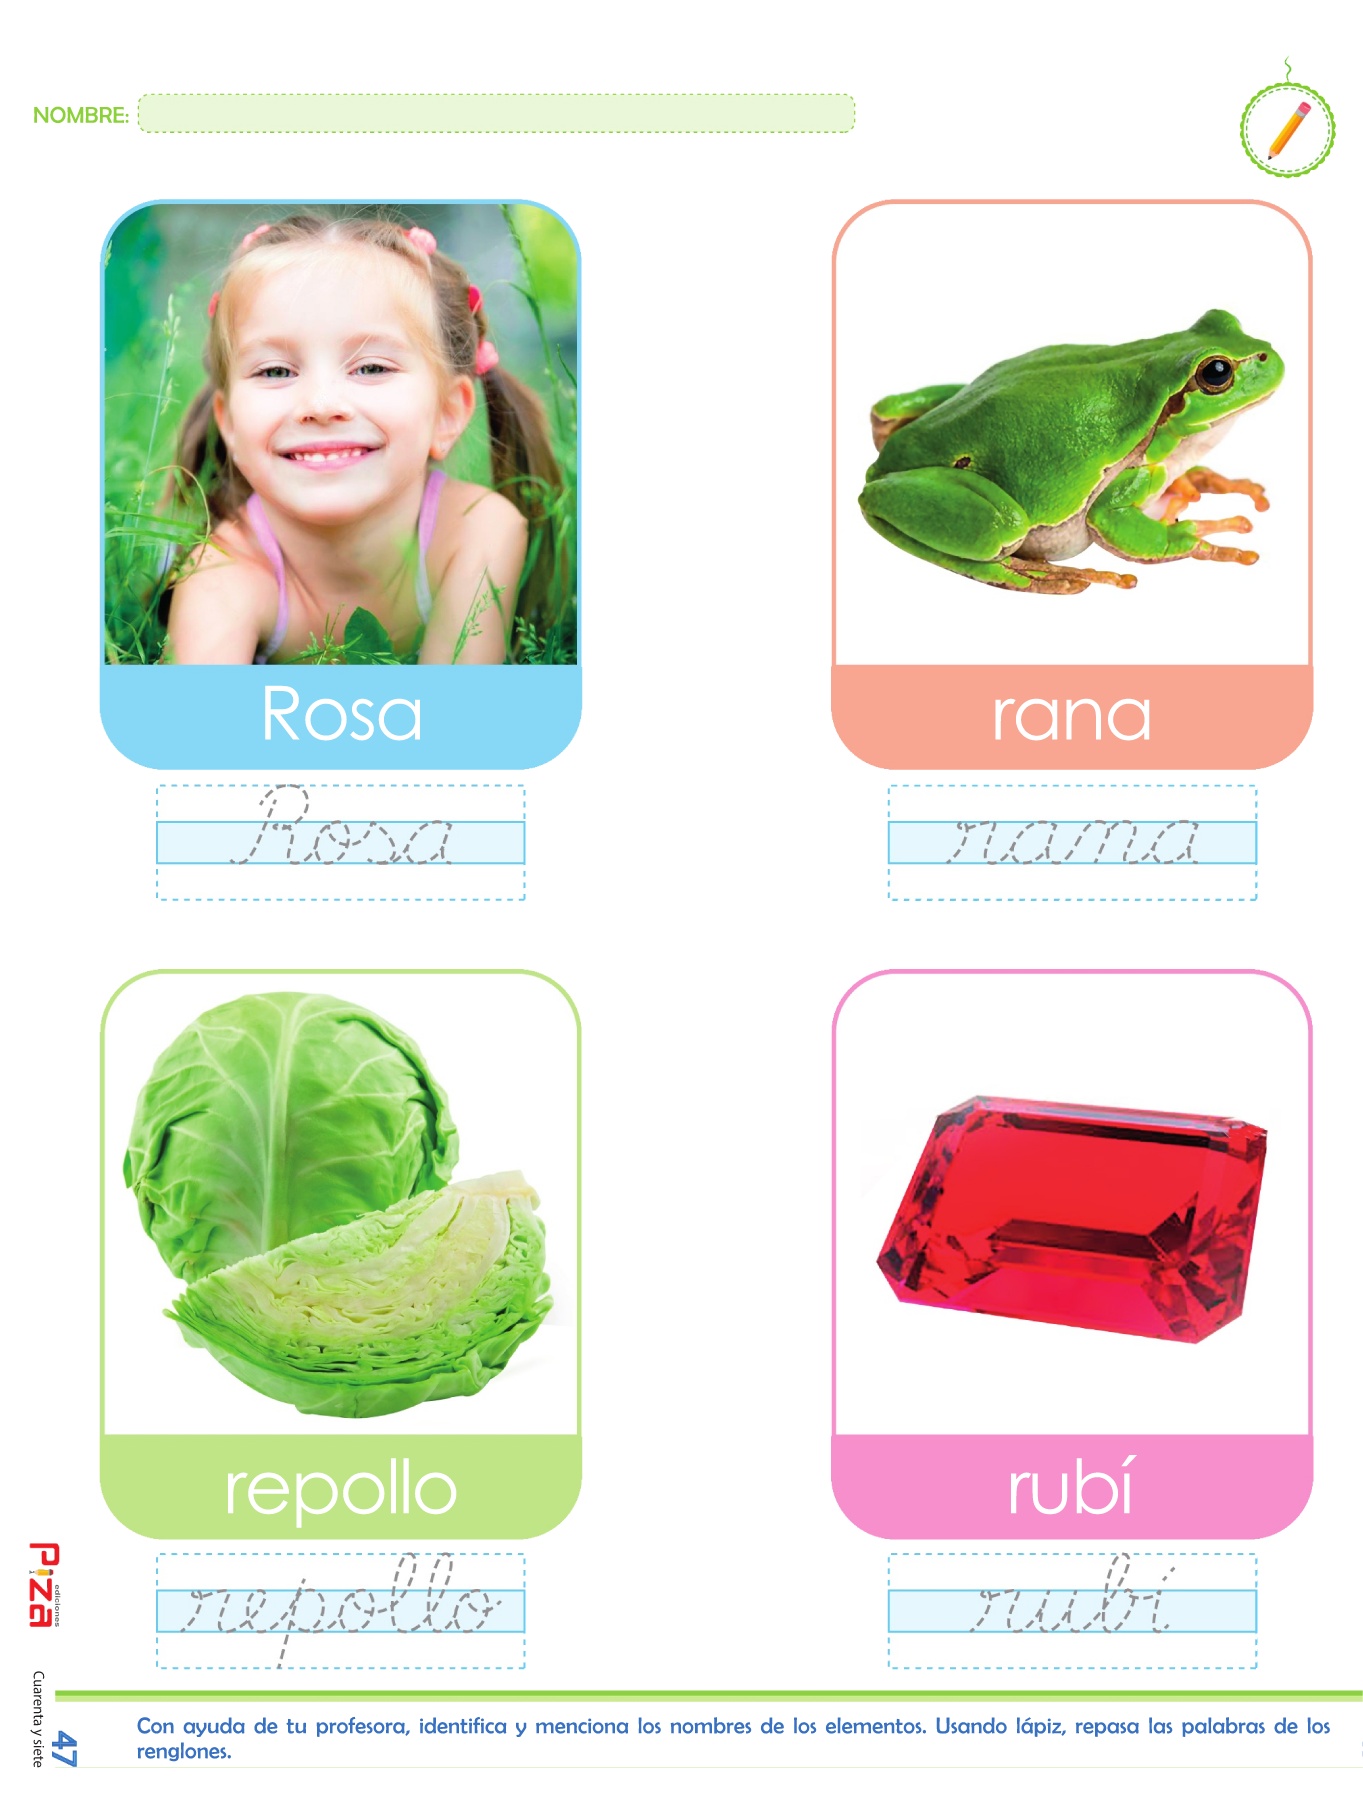 NOMBRE:
Rosa
rana
Rosa
rana
repollo
rubí
repollo
rubí
Piza
ediciones
Cuarenta y siete
47
Con ayuda de tu profesora, identifica y menciona los nombres de los elementos. Usando lápiz, repasa las palabras de los
renglones.